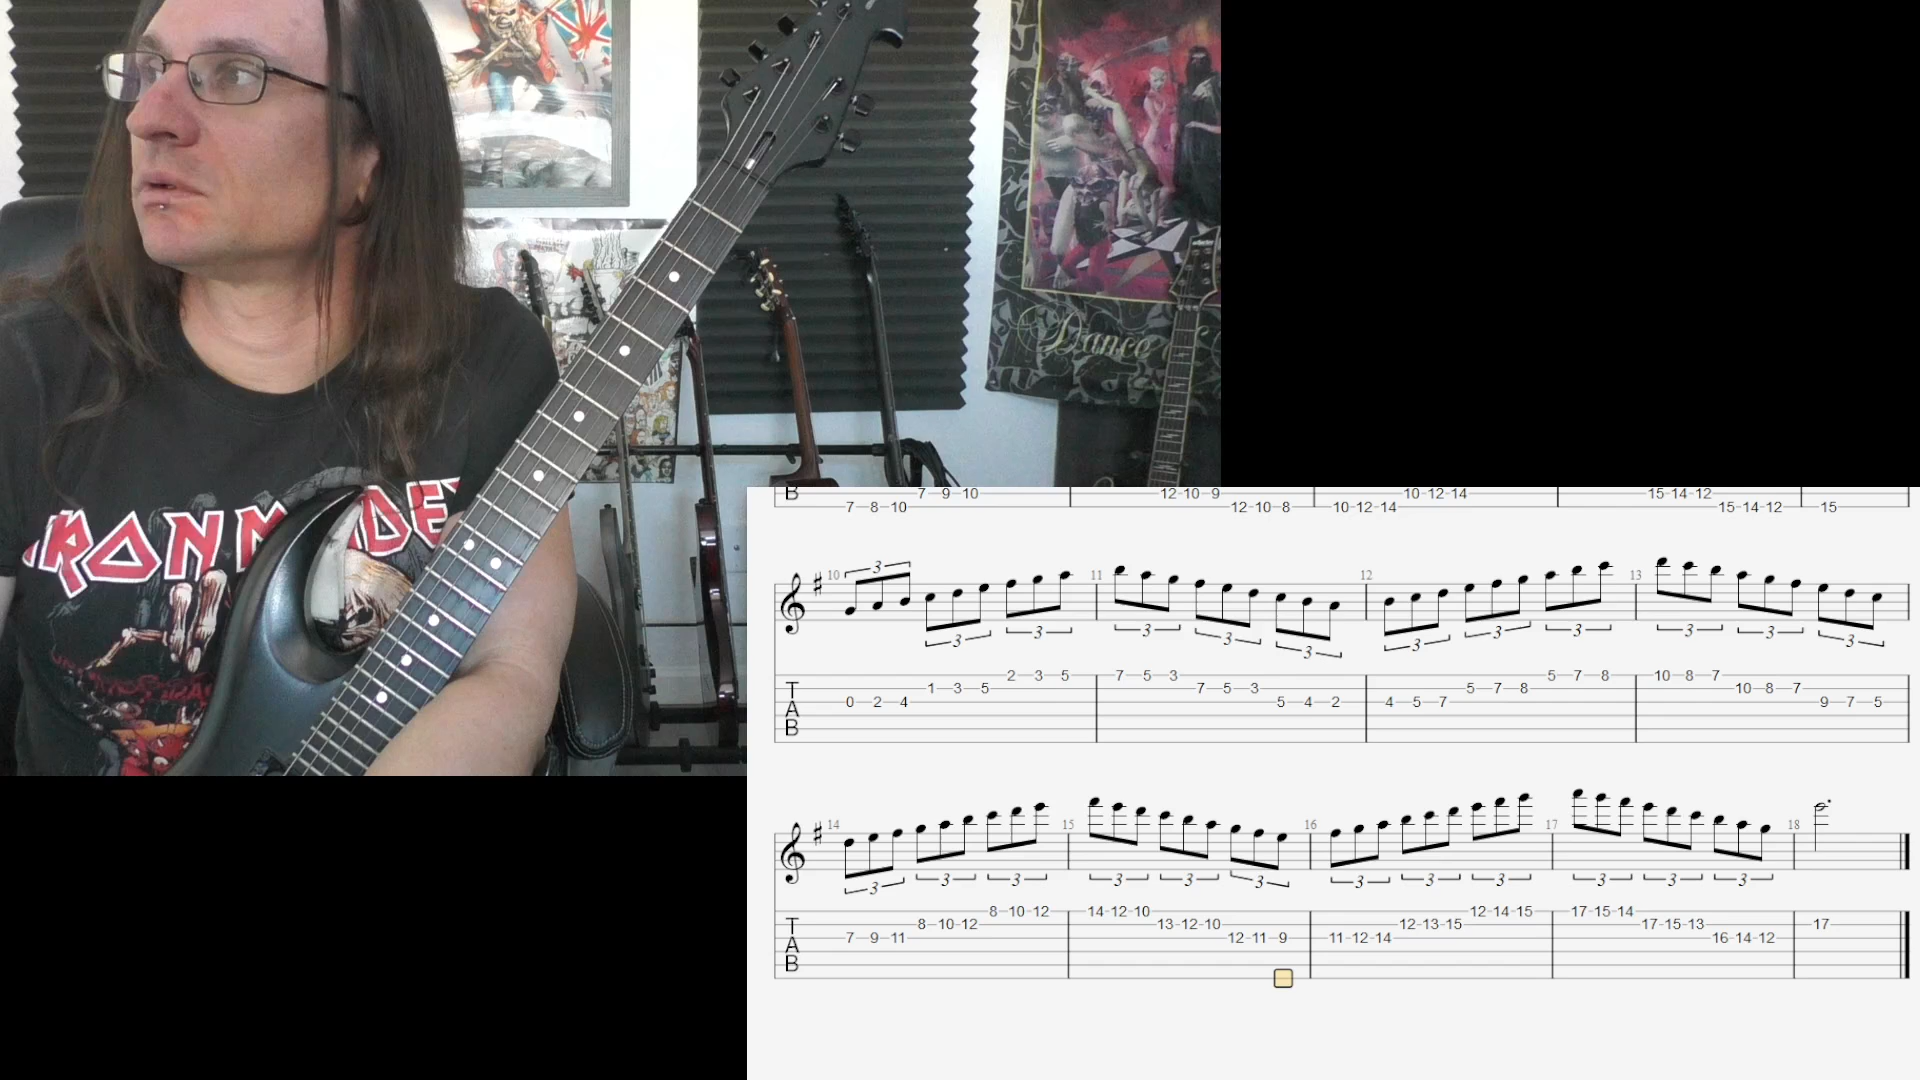 Dance
IRON MAIDEN
B 7 8 10 7 9 10 12 10 9 12 10 8 10 12 14 10 12 14 15 14 12 15 14 12 15
10 3 3 3 11 3 3 3 12 3 3 3 13 3 3 3
T A B 0 2 4 1 3 5 2 3 5 7 5 3 7 5 3 5 4 2 4 5 7 5 7 8 5 7 8 10 8 7 10 8 7 9 7 5
14 3 3 3 15 3 3 3 16 3 3 3 17 3 3 3 18
T A B 7 9 11 8 10 12 8 10 12 14 12 10 13 12 10 12 11 9 11 12 14 12 13 15 12 14 15 17 15 14 17 15 13 16 14 12 17